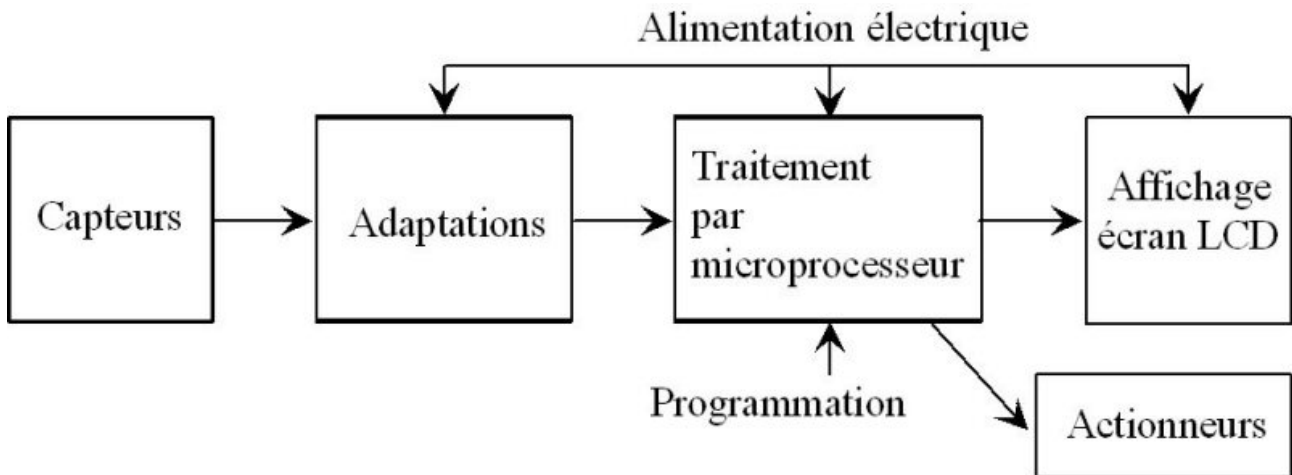 Alimentation électrique
Capteurs
Adaptations
Traitement
par
microprocesseur
Affichage
écran LCD
Programmation
Actionneurs